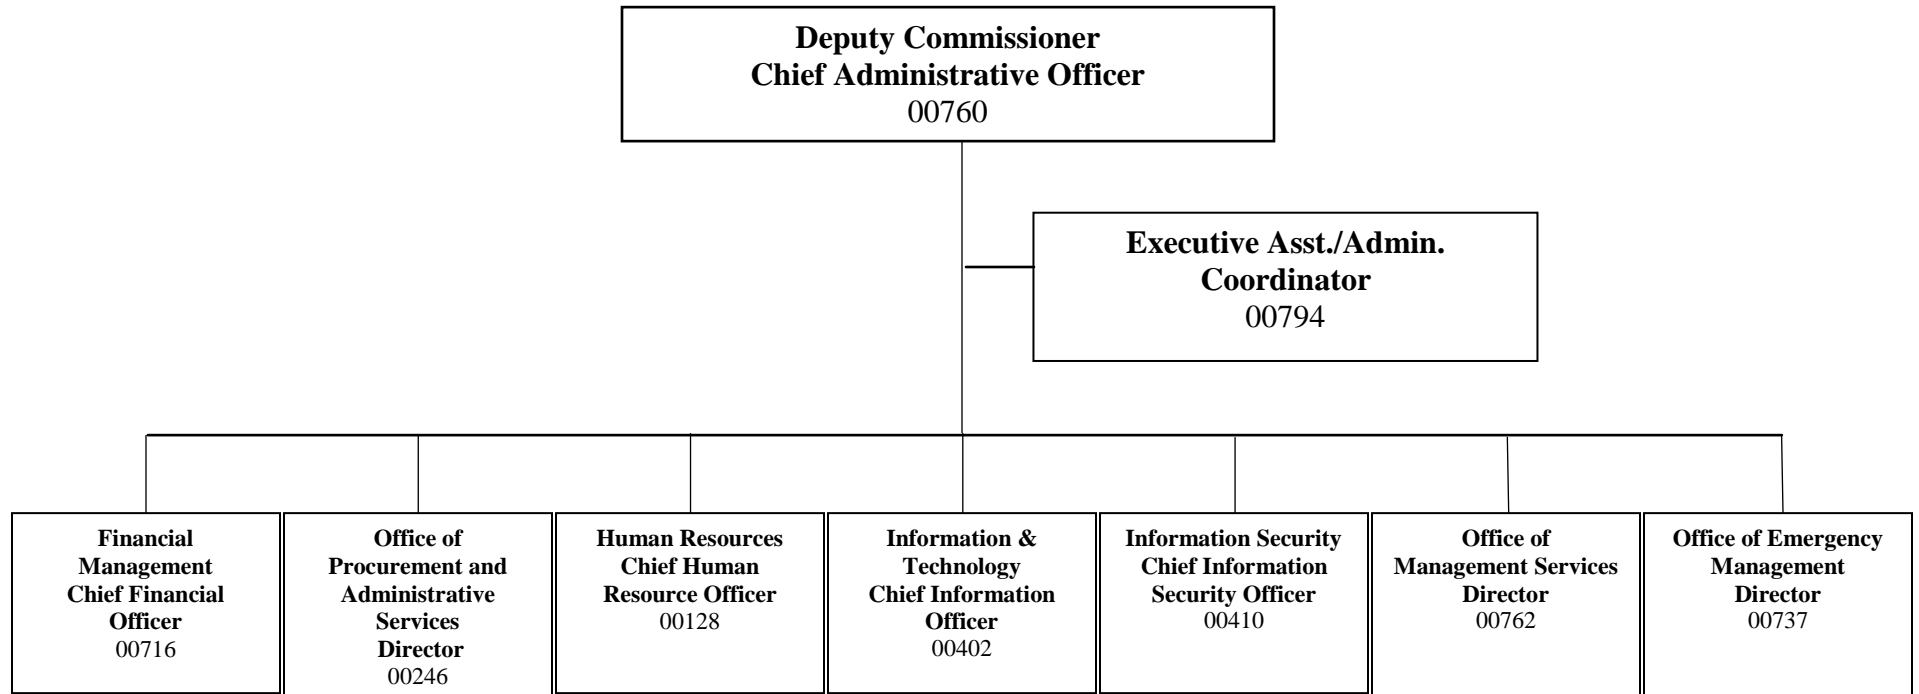 Deputy Commissioner
Chief Administrative Officer
00760
Executive Asst./Admin.
Coordinator
00794
Financial
Management
Chief Financial
Officer
00716
Office of
Procurement and
Administrative
Services
Director
00246
Human Resources
Chief Human
Resource Officer
00128
Information &
Technology
Chief Information
Officer
00402
Information Security
Chief Information
Security Officer
00410
Office of
Management Services
Director
00762
Office of Emergency
Management
Director
00737